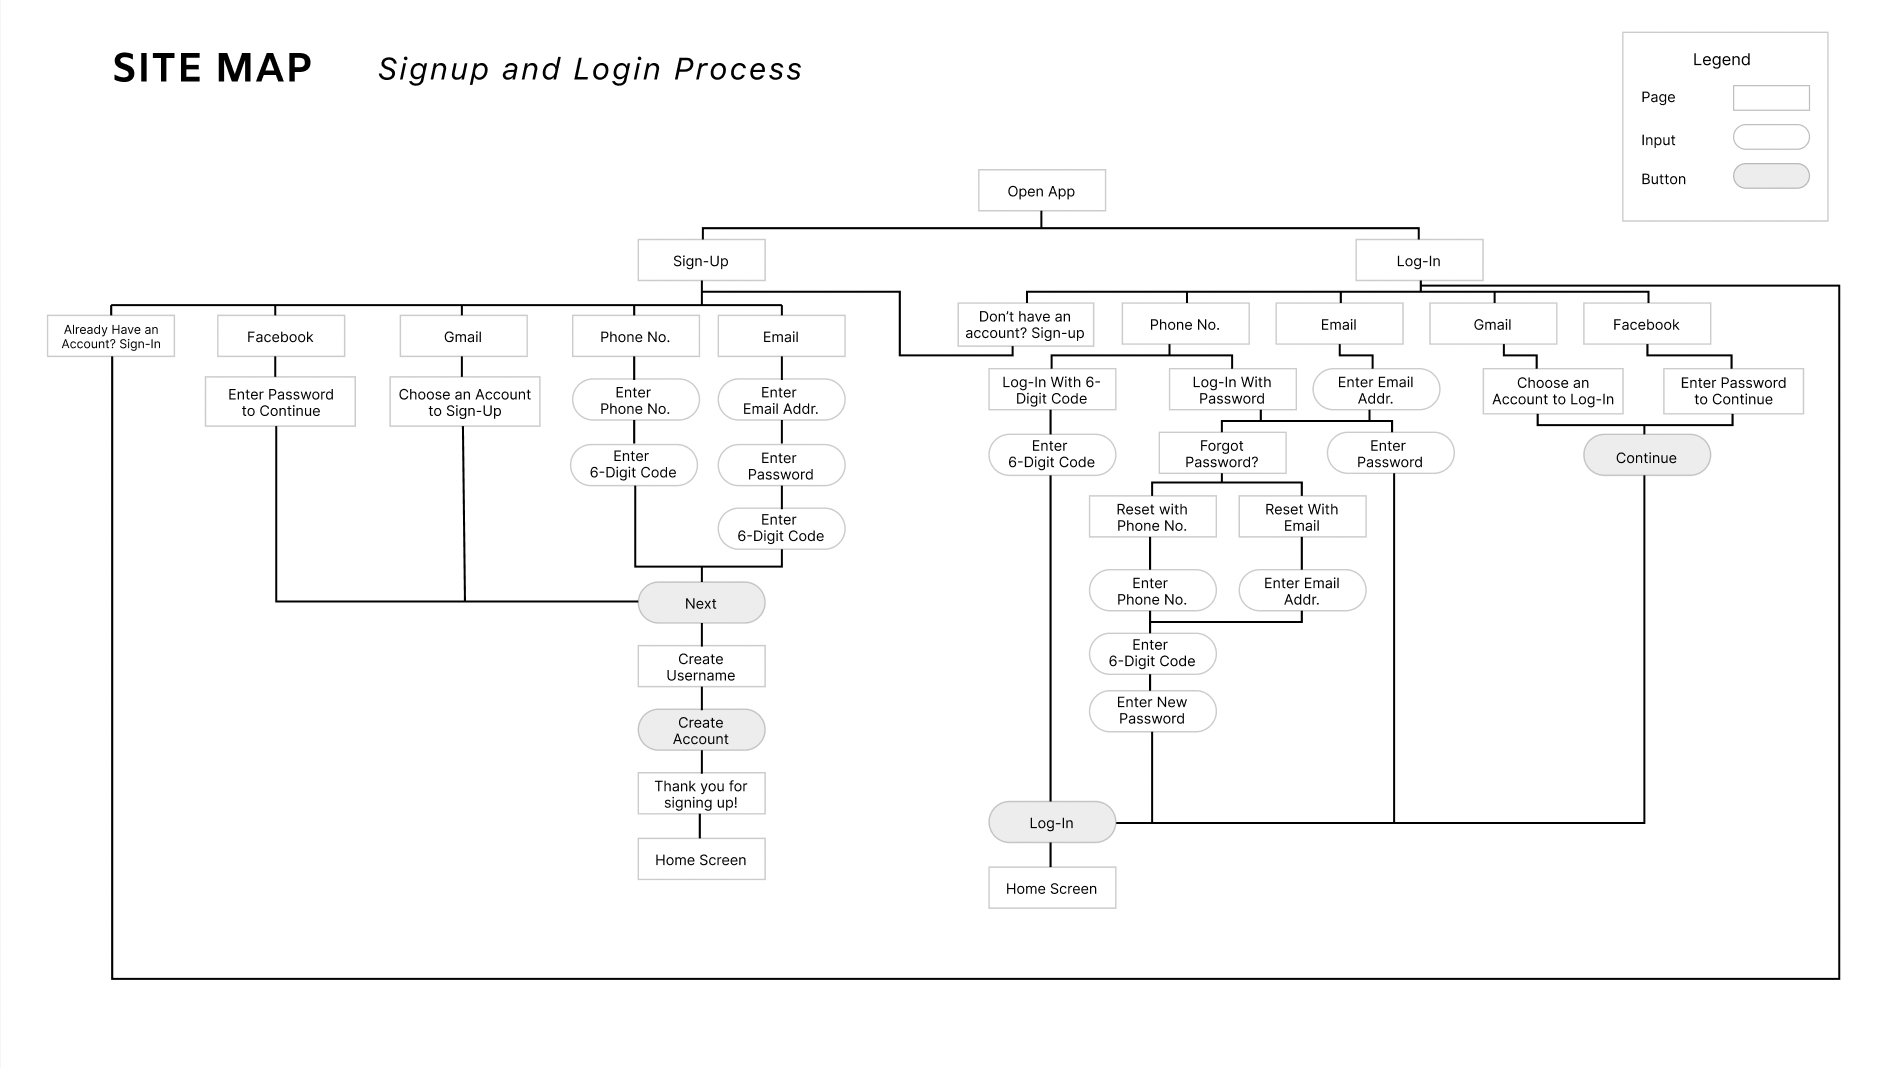 SITE MAP
Signup and Login Process
Legend
Page
Input
Button
Open App
Sign-Up
Log-In
Already Have an
Account? Sign-In
Facebook
Gmail
Phone No.
Email
Don't have an
account? Sign-up
Phone No.
Email
Gmail
Facebook
Enter Password
to Continue
Choose an Account
to Sign-Up
Enter
Phone No.
Enter
Email Addr.
Log-In With 6-
Digit Code
Log-In With
Password
Enter Email
Addr.
Choose an
Account to Log-In
Enter Password
to Continue
Enter
6-Digit Code
Enter
Password
Enter
6-Digit Code
Forgot
Password?
Enter
Password
Continue
Enter
6-Digit Code
Reset with
Phone No.
Reset With
Email
Next
Enter
Phone No.
Enter Email
Addr.
Create
Username
Enter
6-Digit Code
Create
Account
Enter New
Password
Thank you for
signing up!
Log-In
Home Screen
Home Screen